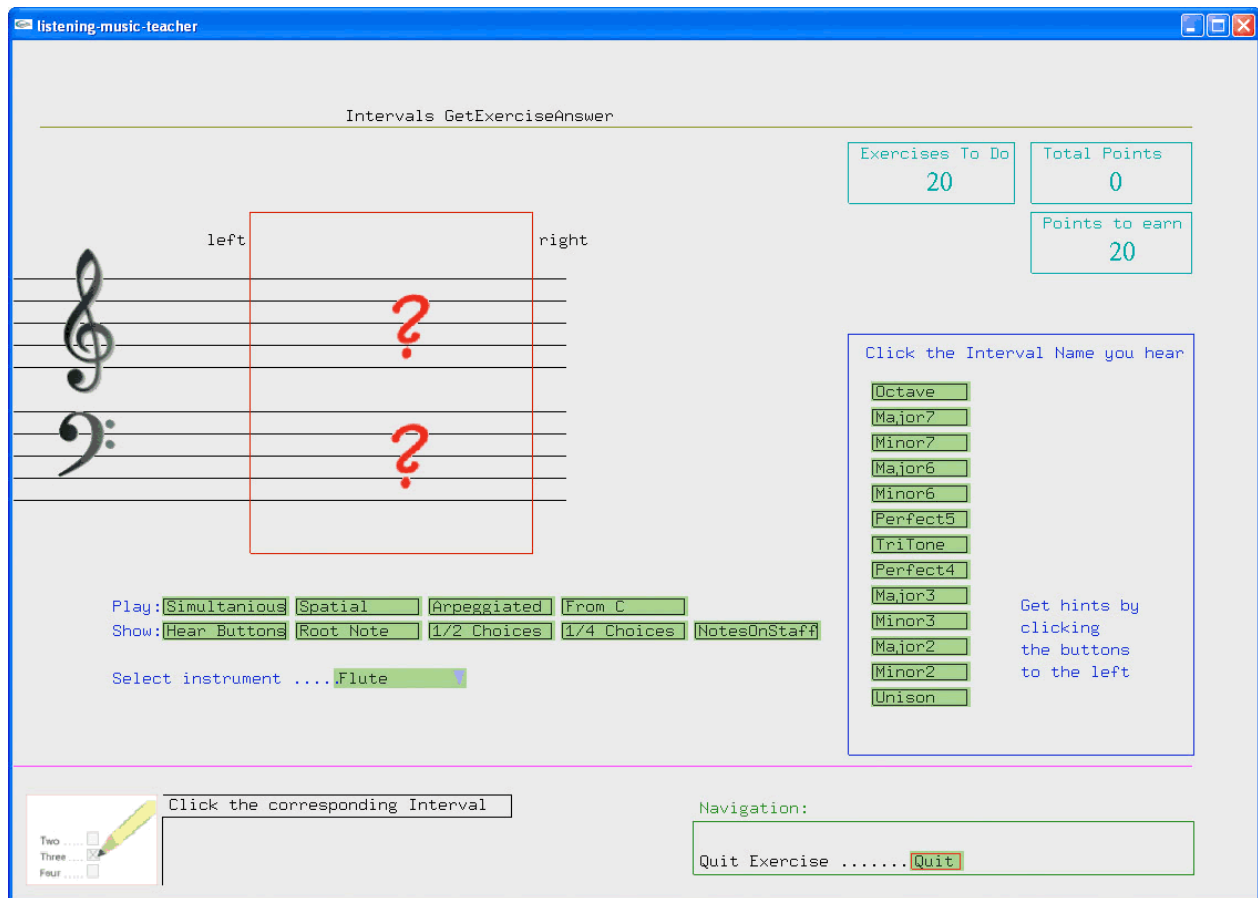 listening-music-teacher
Intervals GetExerciseAnswer
Exercises To Do
20
Total Points
0
Points to earn
20
left
right
?
?
Click the Interval Name you hear
Octave
Major7
Minor7
Major6
Minor6
Perfect5
TriTone
Perfect4
Major3
Minor3
Major2
Minor2
Unison
Get hints by
clicking
the buttons
to the left
Play: Simultanious Spatial Arpeggiated From C
Show: Hear Buttons Root Note 1/2 Choices 1/4 Choices NotesOnStaff
Select instrument .....Flute
Two .....
Three ....
Four .....
Click the corresponding Interval
Navigation:
Quit Exercise .......Quit